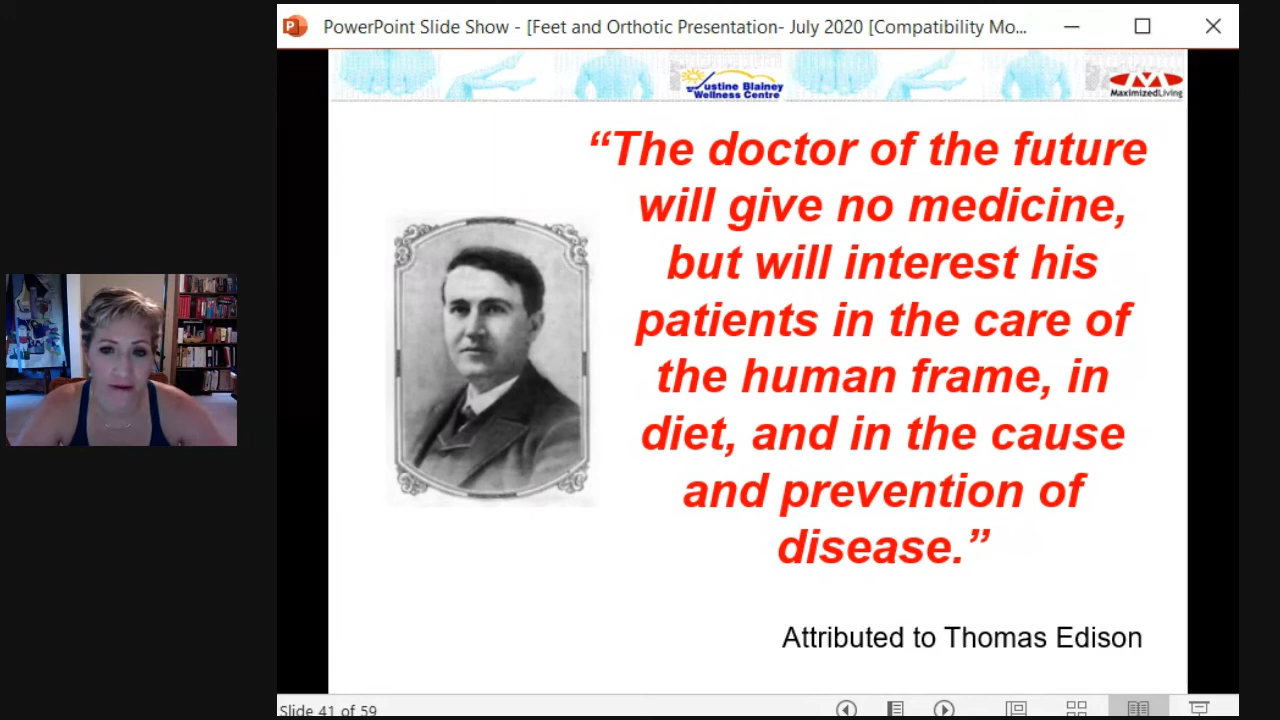 PowerPoint Slide Show - [Feet and Orthotic Presentation- July 2020 [Compatibility Mo...
ustine Blainey
Wellness Centre
MaximizedLiving
“The doctor of the future
will give no medicine,
but will interest his
patients in the care of
the human frame, in
diet, and in the cause
and prevention of
disease.”
Attributed to Thomas Edison
Slide 41 of 59